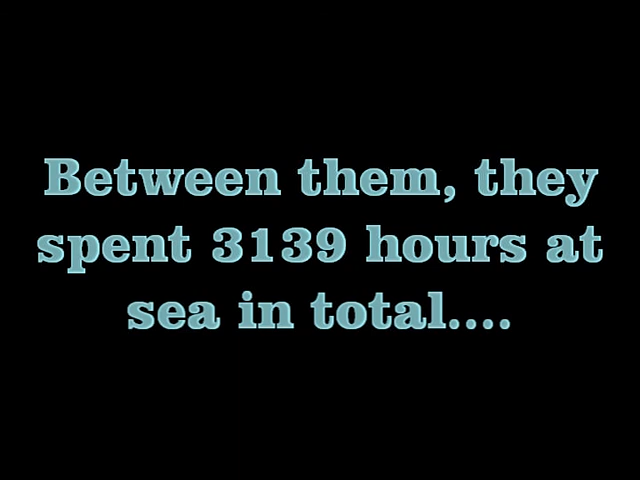 Between them, they
spent 3139 hours at
sea in total....